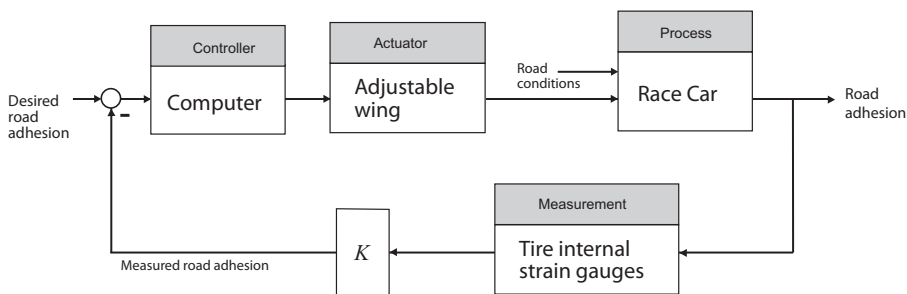 Controller
Actuator
Process
Desired
road
adhesion
-
Computer
Adjustable
wing
Road
conditions
Race Car
Road
adhesion
Measurement
Tire internal
strain gauges
K
Measured road adhesion